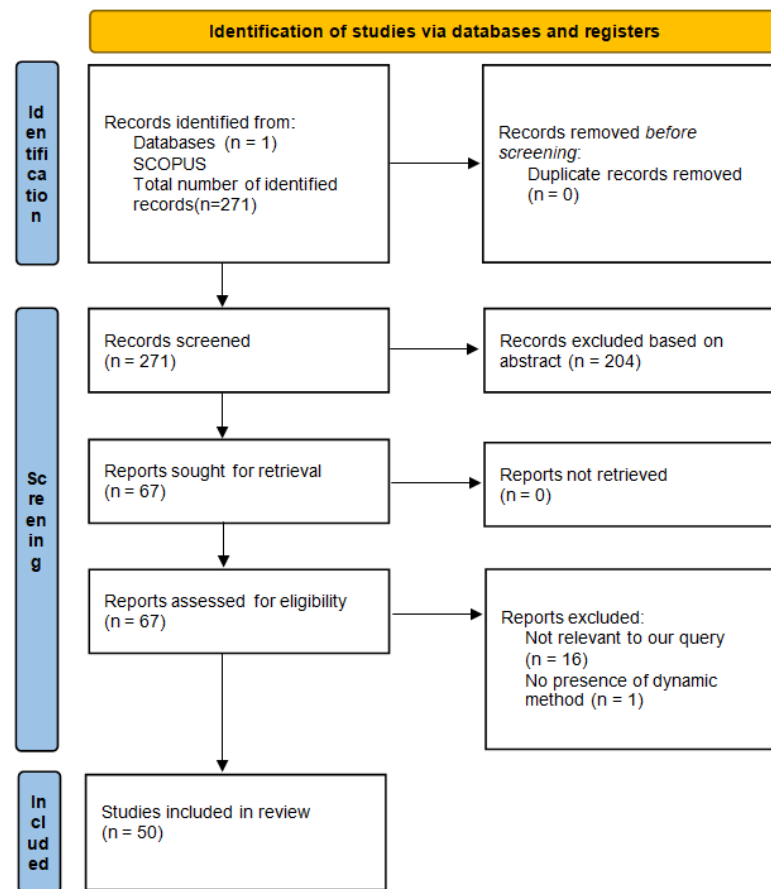 Identification of studies via databases and registers
Id
en
tifi
ca
tio
n
Records identified from:
Databases (n = 1)
SCOPUS
Total number of identified
records(n=271)
Records removed before
screening:
Duplicate records removed
(n = 0)
Sc
re
en
in
g
Records screened
(n = 271)
Records excluded based on
abstract (n = 204)
Reports sought for retrieval
(n = 67)
Reports not retrieved
(n = 0)
Reports assessed for eligibility
(n = 67)
Reports excluded:
Not relevant to our query
(n = 16)
No presence of dynamic
method (n = 1)
In
cl
ud
ed
Studies included in review
(n = 50)